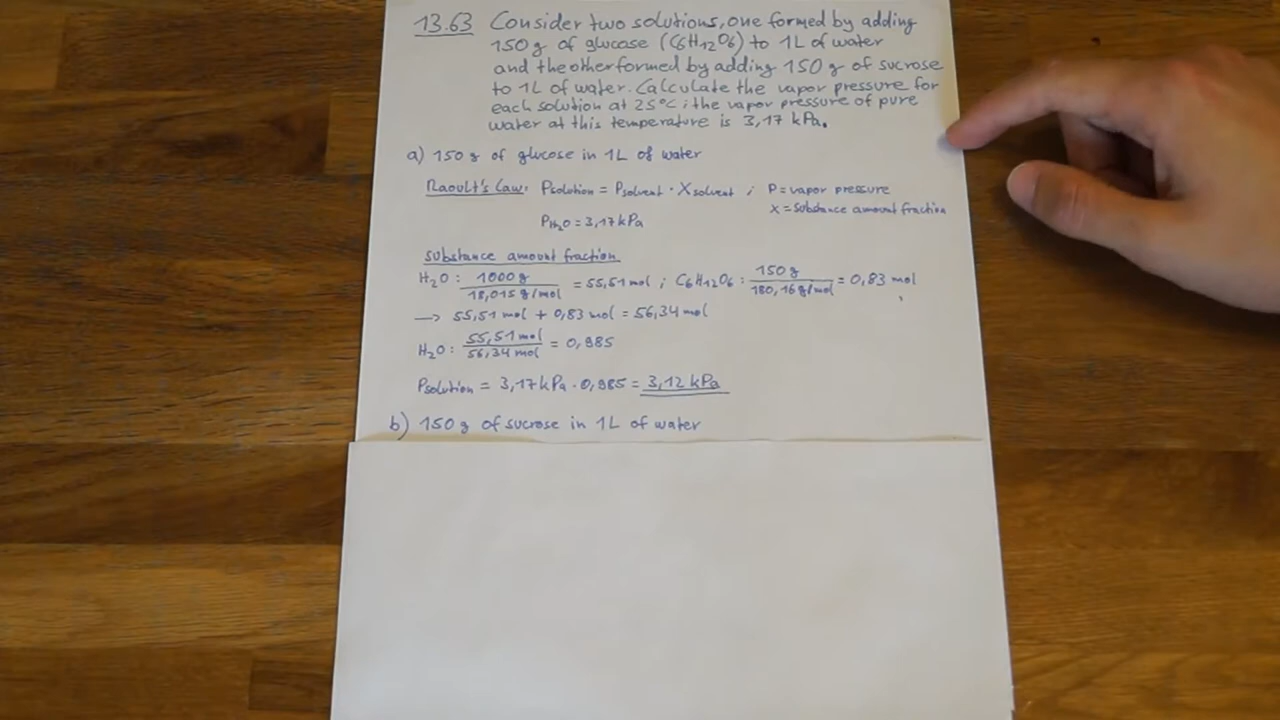 13.63 Consider two solutions, one formed by adding
150 g of glucose (C6H12O6) to 1L of water
and the other formed by adding 150 g of sucrose
to 1L of water. Calculate the vapor pressure for
each solution at 25°C; the vapor pressure of pure
water at this temperature is 3,17 kPa.
a) 150 g of glucose in 1L of water
Raoult's Law: Psolution = Psolvent · Xsolvent ; P = vapor pressure
X = Substance amount fraction
PH2O = 3,17 kPa
substance amount fraction
H2O : 1000 g / 18,015 g/mol = 55,51 mol ; C6H12O6 : 150 g / 180,16 g/mol = 0,83 mol
→ 55,51 mol + 0,83 mol = 56,34 mol
H2O : 55,51 mol / 56,34 mol = 0,985
Psolution = 3,17 kPa · 0,985 = 3,12 kPa
b) 150 g of sucrose in 1L of water